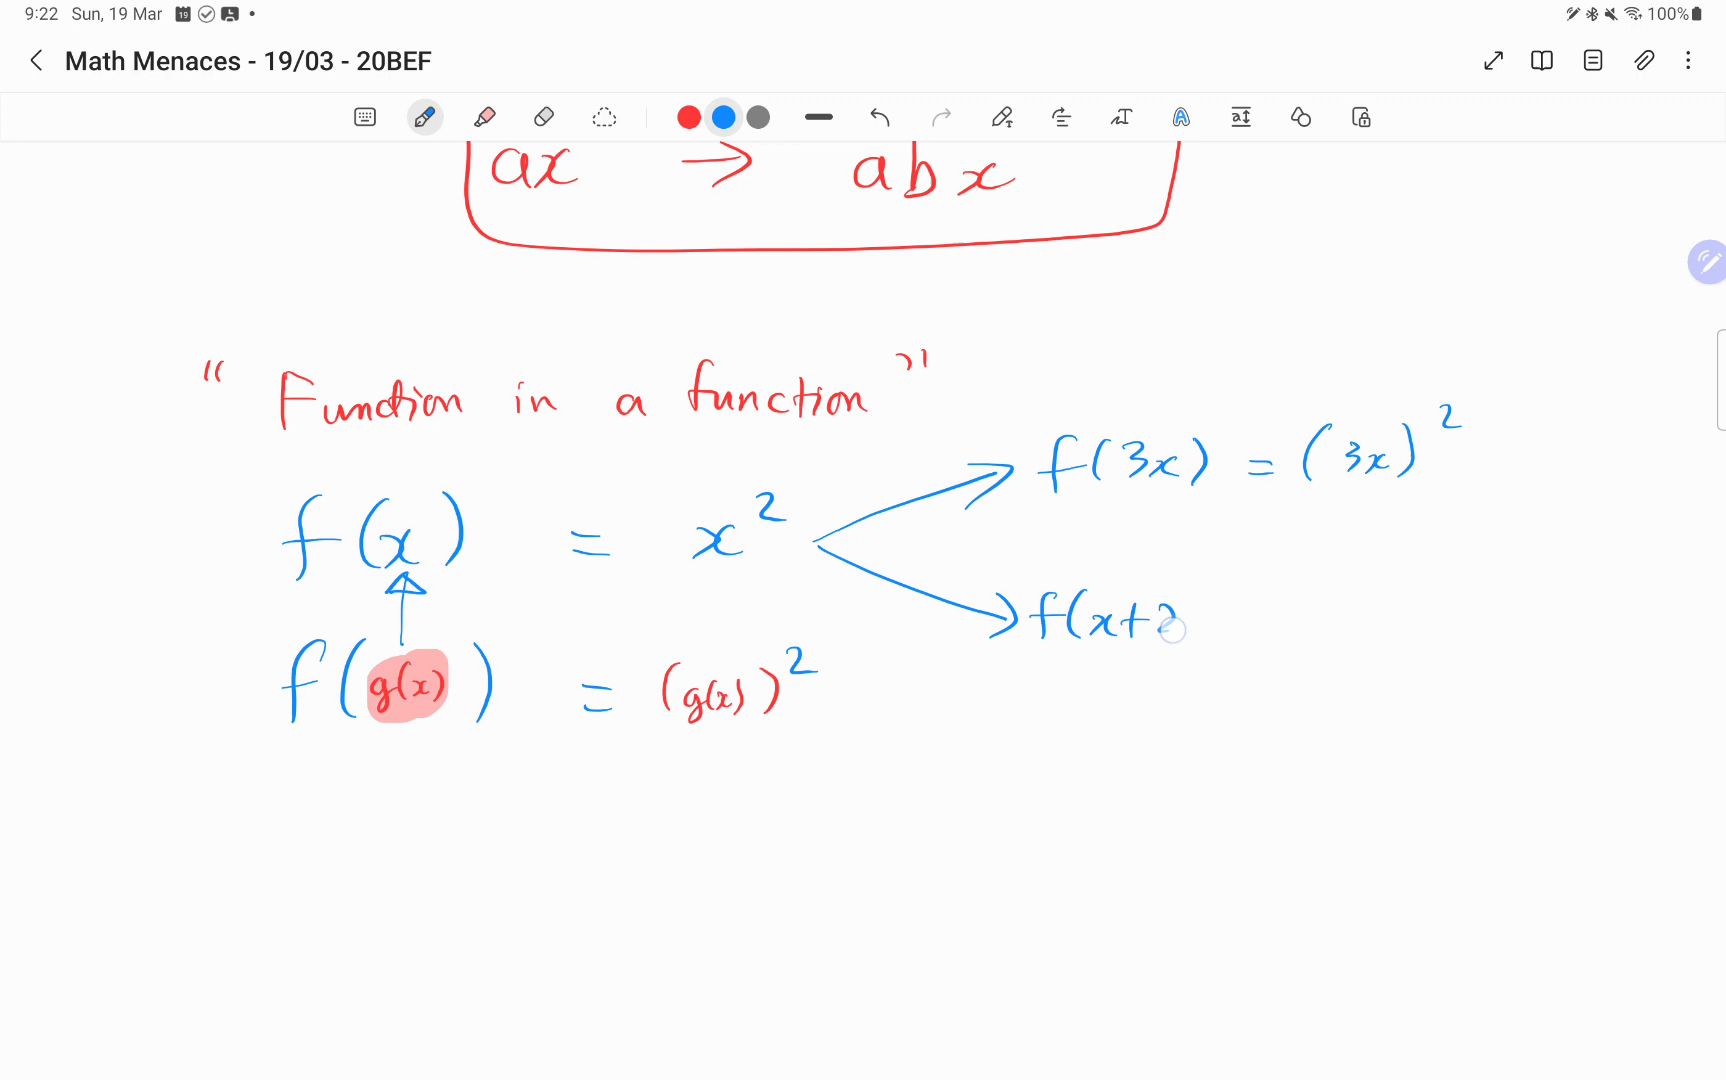 9:22 Sun, 19 Mar 19 100%
Math Menaces - 19/03 - 20BEF
ax → abx
"Function in a function"
f(3x) = (3x)²
f(x) = x²
f(x+
f(g(x)) = (g(x))²